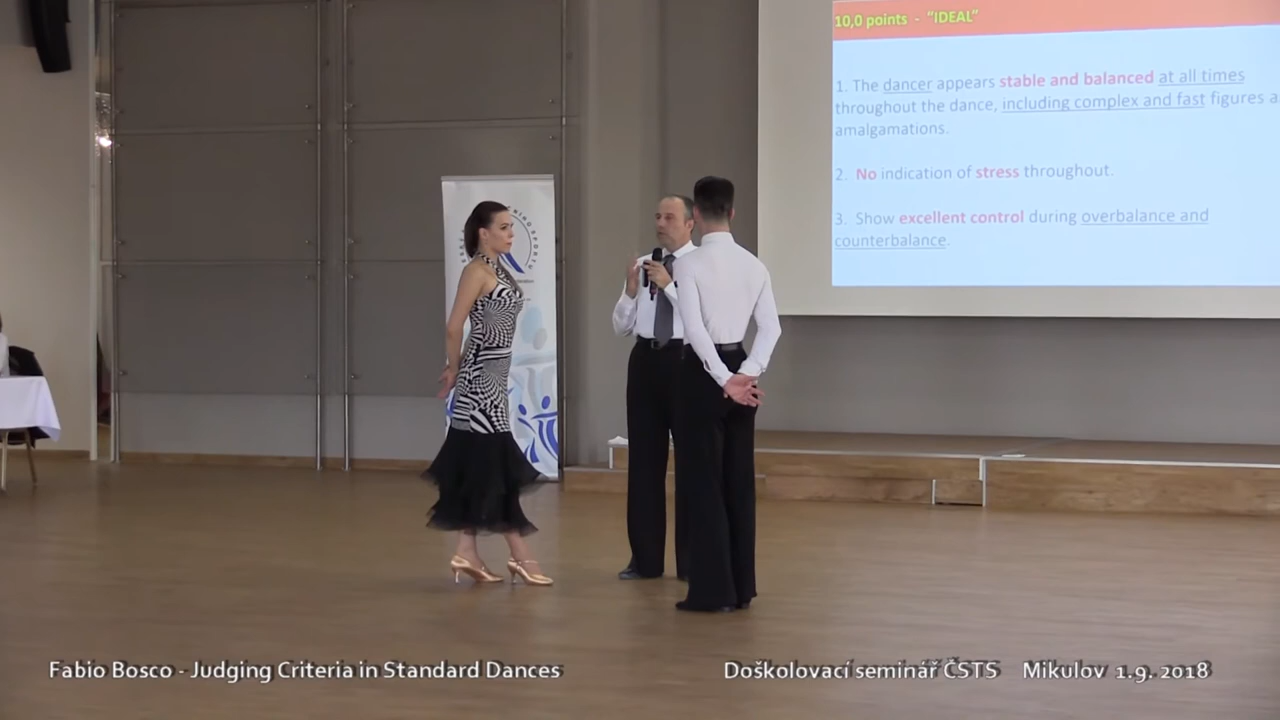 10,0 points - "IDEAL"
1. The dancer appears stable and balanced at all times
throughout the dance, including complex and fast figures a
amalgamations.
2. No indication of stress throughout.
3. Show excellent control during overbalance and
counterbalance.
Fabio Bosco - Judging Criteria in Standard Dances
Doškolovací seminář ČSTS Mikulov 1.9. 2018